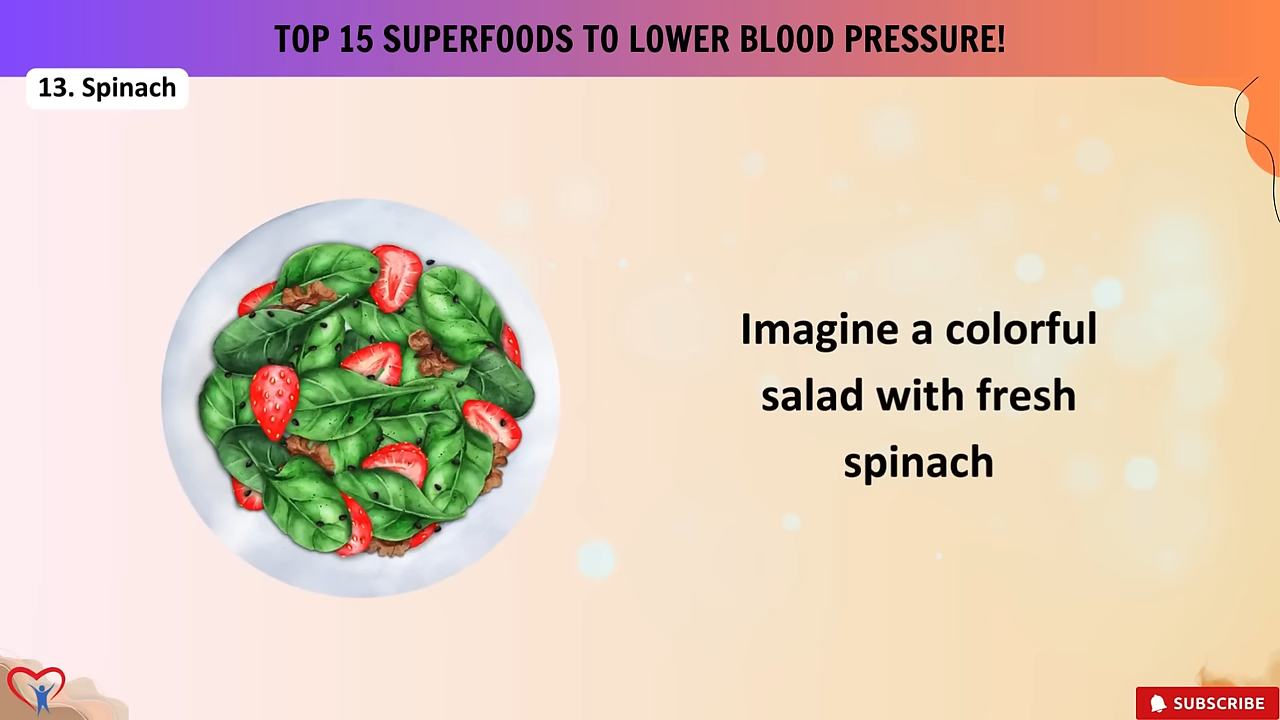 TOP 15 SUPERFOODS TO LOWER BLOOD PRESSURE!
13. Spinach
Imagine a colorful
salad with fresh
spinach
SUBSCRIBE